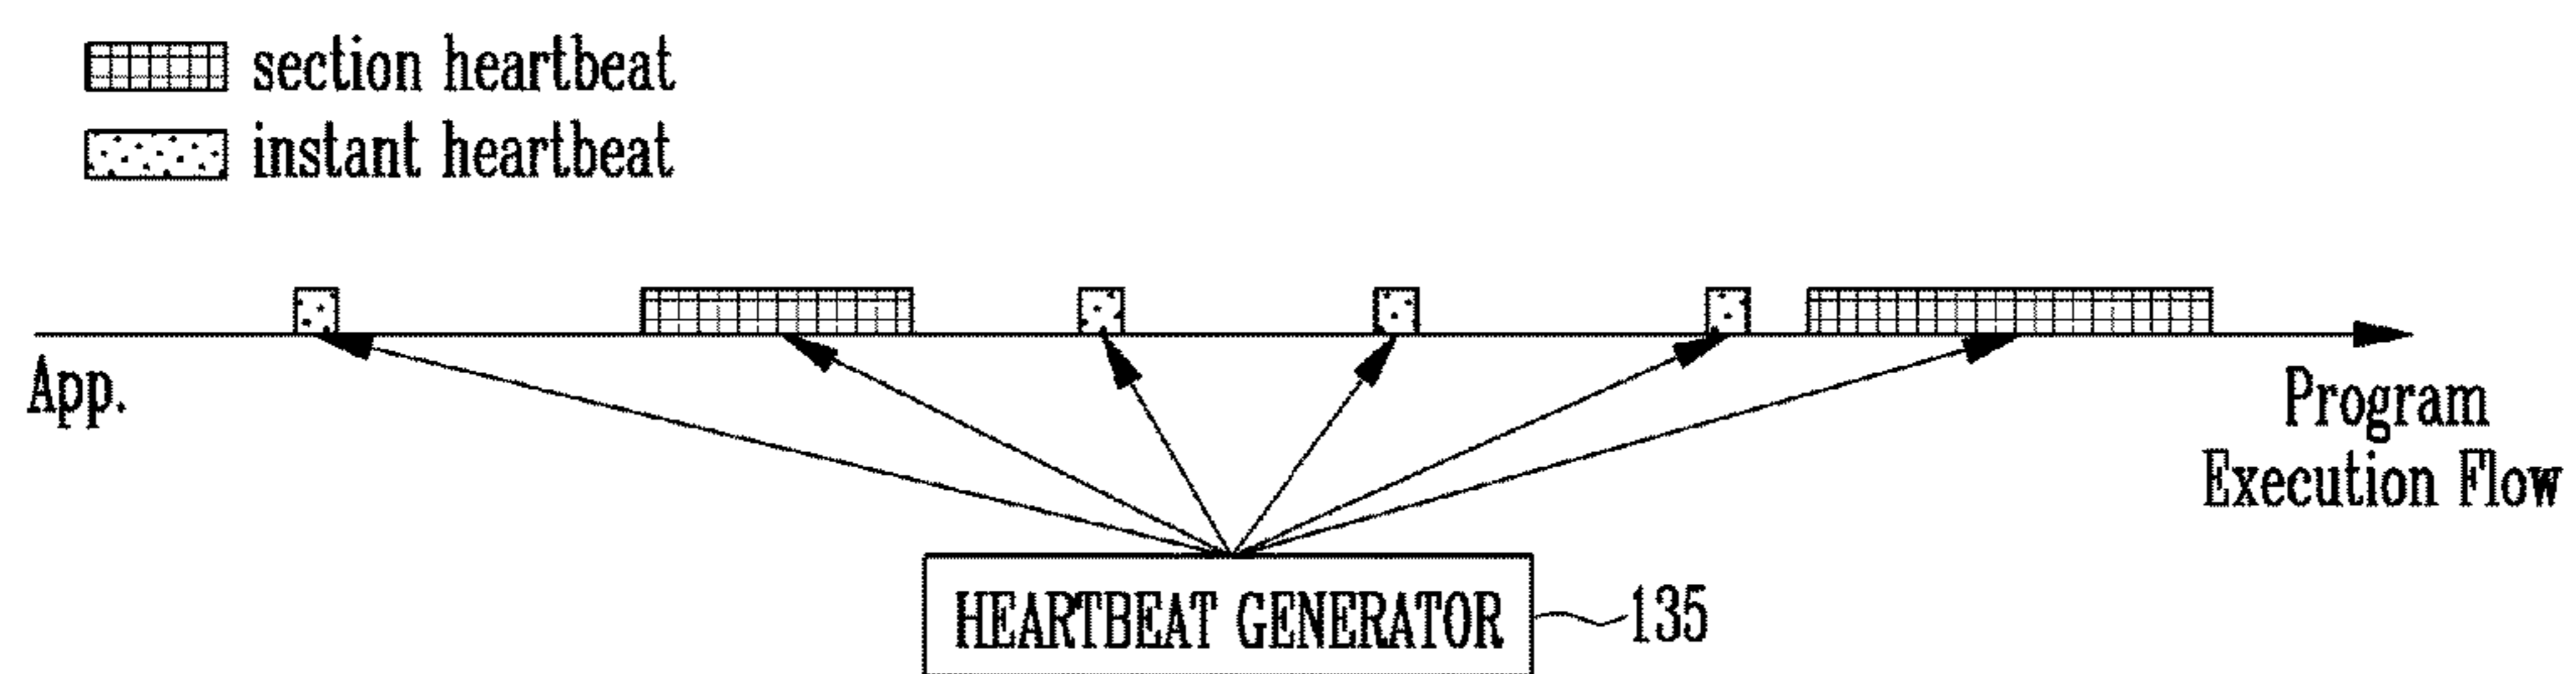 section heartbeat
instant heartbeat
App.
Program
Execution Flow
HEARTBEAT GENERATOR
135